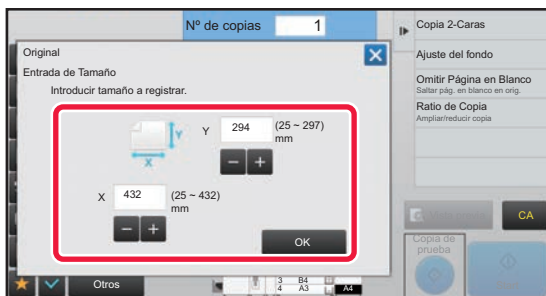 Nº de copias 1
Original
Entrada de Tamaño
Introducir tamaño a registrar.
Y
X
Y 294 (25 ~ 297)
mm
X 432 (25 ~ 432)
mm
OK
Otros
3 B4
4 A3
A4
Copia 2-Caras
Ajuste del fondo
Omitir Página en Blanco
Saltar pág. en blanco en orig.
Ratio de Copia
Ampliar/reducir copia
CA
Copia de
prueba